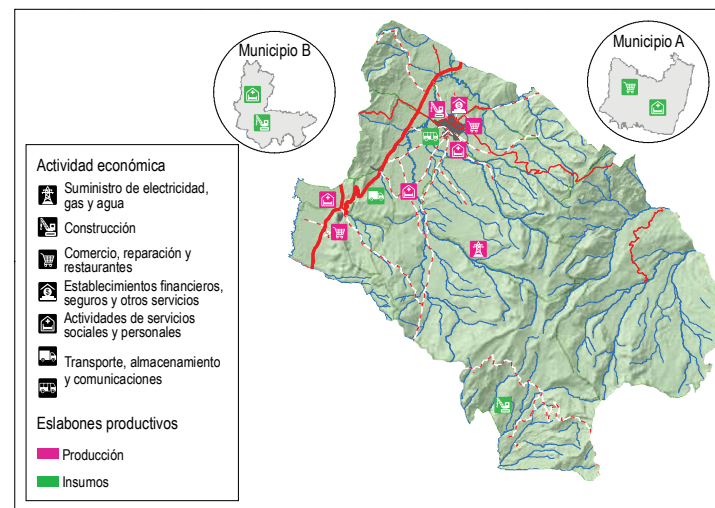 Municipio B
Municipio A
Actividad económica
Suministro de electricidad,
gas y agua
Construcción
Comercio, reparación y
restaurantes
Establecimientos financieros,
seguros y otros servicios
Actividades de servicios
sociales y personales
Transporte, almacenamiento
y comunicaciones
Eslabones productivos
Producción
Insumos